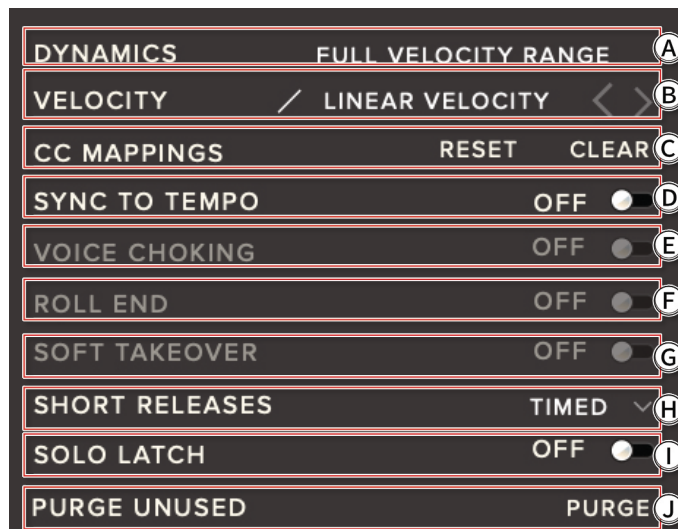 DYNAMICS FULL VELOCITY RANGE A
VELOCITY LINEAR VELOCITY B
CC MAPPINGS RESET CLEAR C
SYNC TO TEMPO OFF D
VOICE CHOKING OFF E
ROLL END OFF F
SOFT TAKEOVER OFF G
SHORT RELEASES TIMED H
SOLO LATCH OFF I
PURGE UNUSED PURGE J